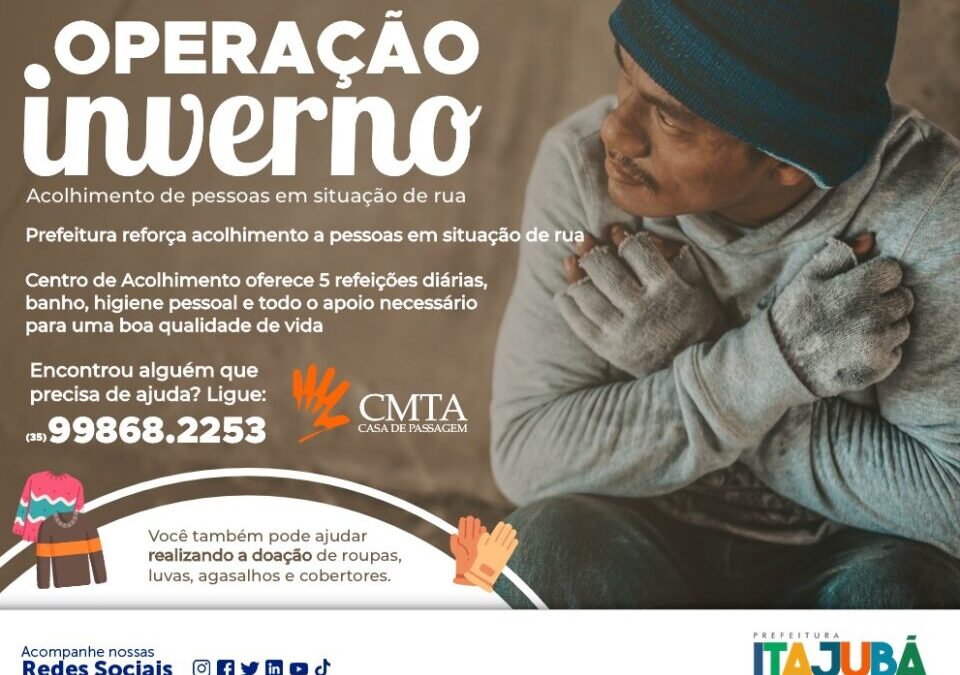 OPERAÇÃO
inverno
Acolhimento de pessoas em situação de rua
Prefeitura reforça acolhimento a pessoas em situação de rua
Centro de Acolhimento oferece 5 refeições diárias,
banho, higiene pessoal e todo o apoio necessário
para uma boa qualidade de vida
Encontrou alguém que
precisa de ajuda? Ligue:
(35) 99868.2253
CMTA
CASA DE PASSAGEM
Você também pode ajudar
realizando a doação de roupas,
luvas, agasalhos e cobertores.
Acompanhe nossas
Redes Sociais
PREFEITURA
ITAJUBÁ